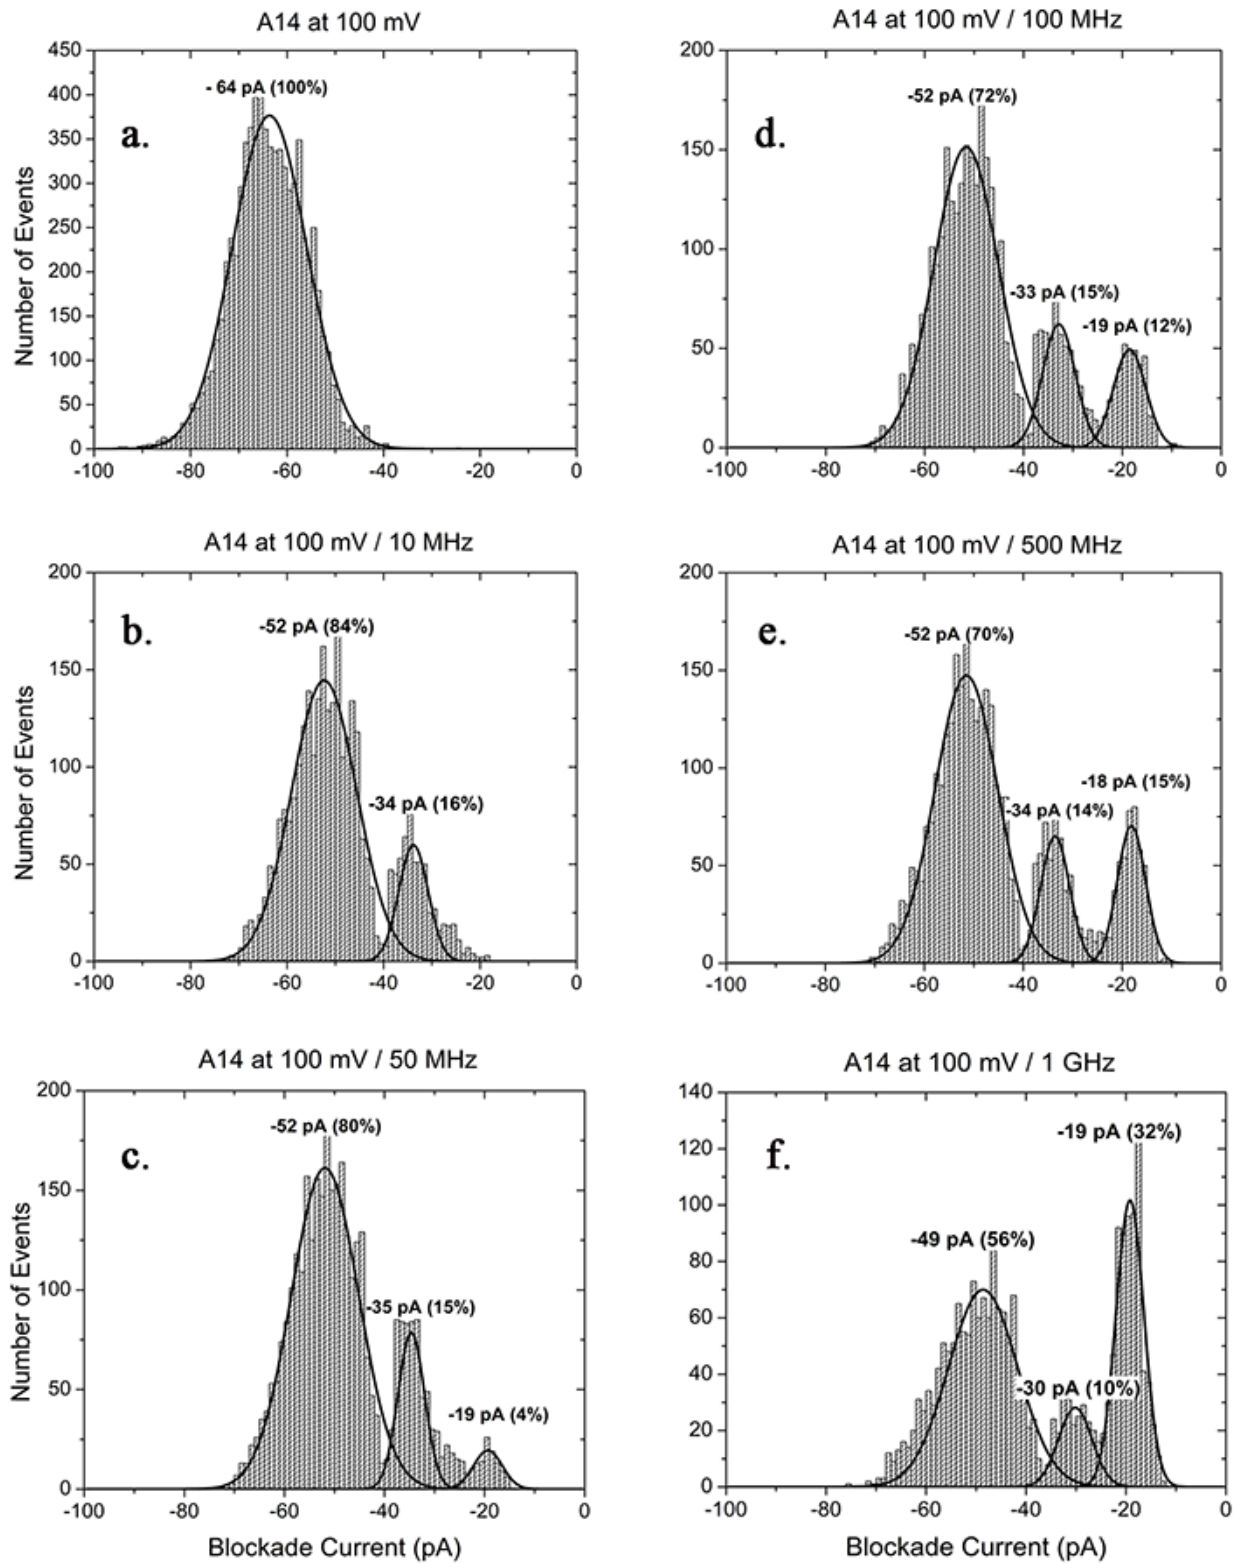 A14 at 100 mV
450
400
350
300
250
200
150
100
50
0
-100 -80 -60 -40 -20 0
Number of Events
- 64 pA (100%)
a.
A14 at 100 mV / 10 MHz
200
150
100
50
0
-100 -80 -60 -40 -20 0
Number of Events
-52 pA (84%)
-34 pA (16%)
b.
A14 at 100 mV / 50 MHz
200
150
100
50
0
-100 -80 -60 -40 -20 0
Number of Events
-52 pA (80%)
-35 pA (15%)
-19 pA (4%)
c.
Blockade Current (pA)
A14 at 100 mV / 100 MHz
200
150
100
50
0
-100 -80 -60 -40 -20 0
-52 pA (72%)
-33 pA (15%)
-19 pA (12%)
d.
A14 at 100 mV / 500 MHz
200
150
100
50
0
-100 -80 -60 -40 -20 0
-52 pA (70%)
-34 pA (14%)
-18 pA (15%)
e.
A14 at 100 mV / 1 GHz
140
120
100
80
60
40
20
0
-100 -80 -60 -40 -20 0
-49 pA (56%)
-30 pA (10%)
-19 pA (32%)
f.
Blockade Current (pA)